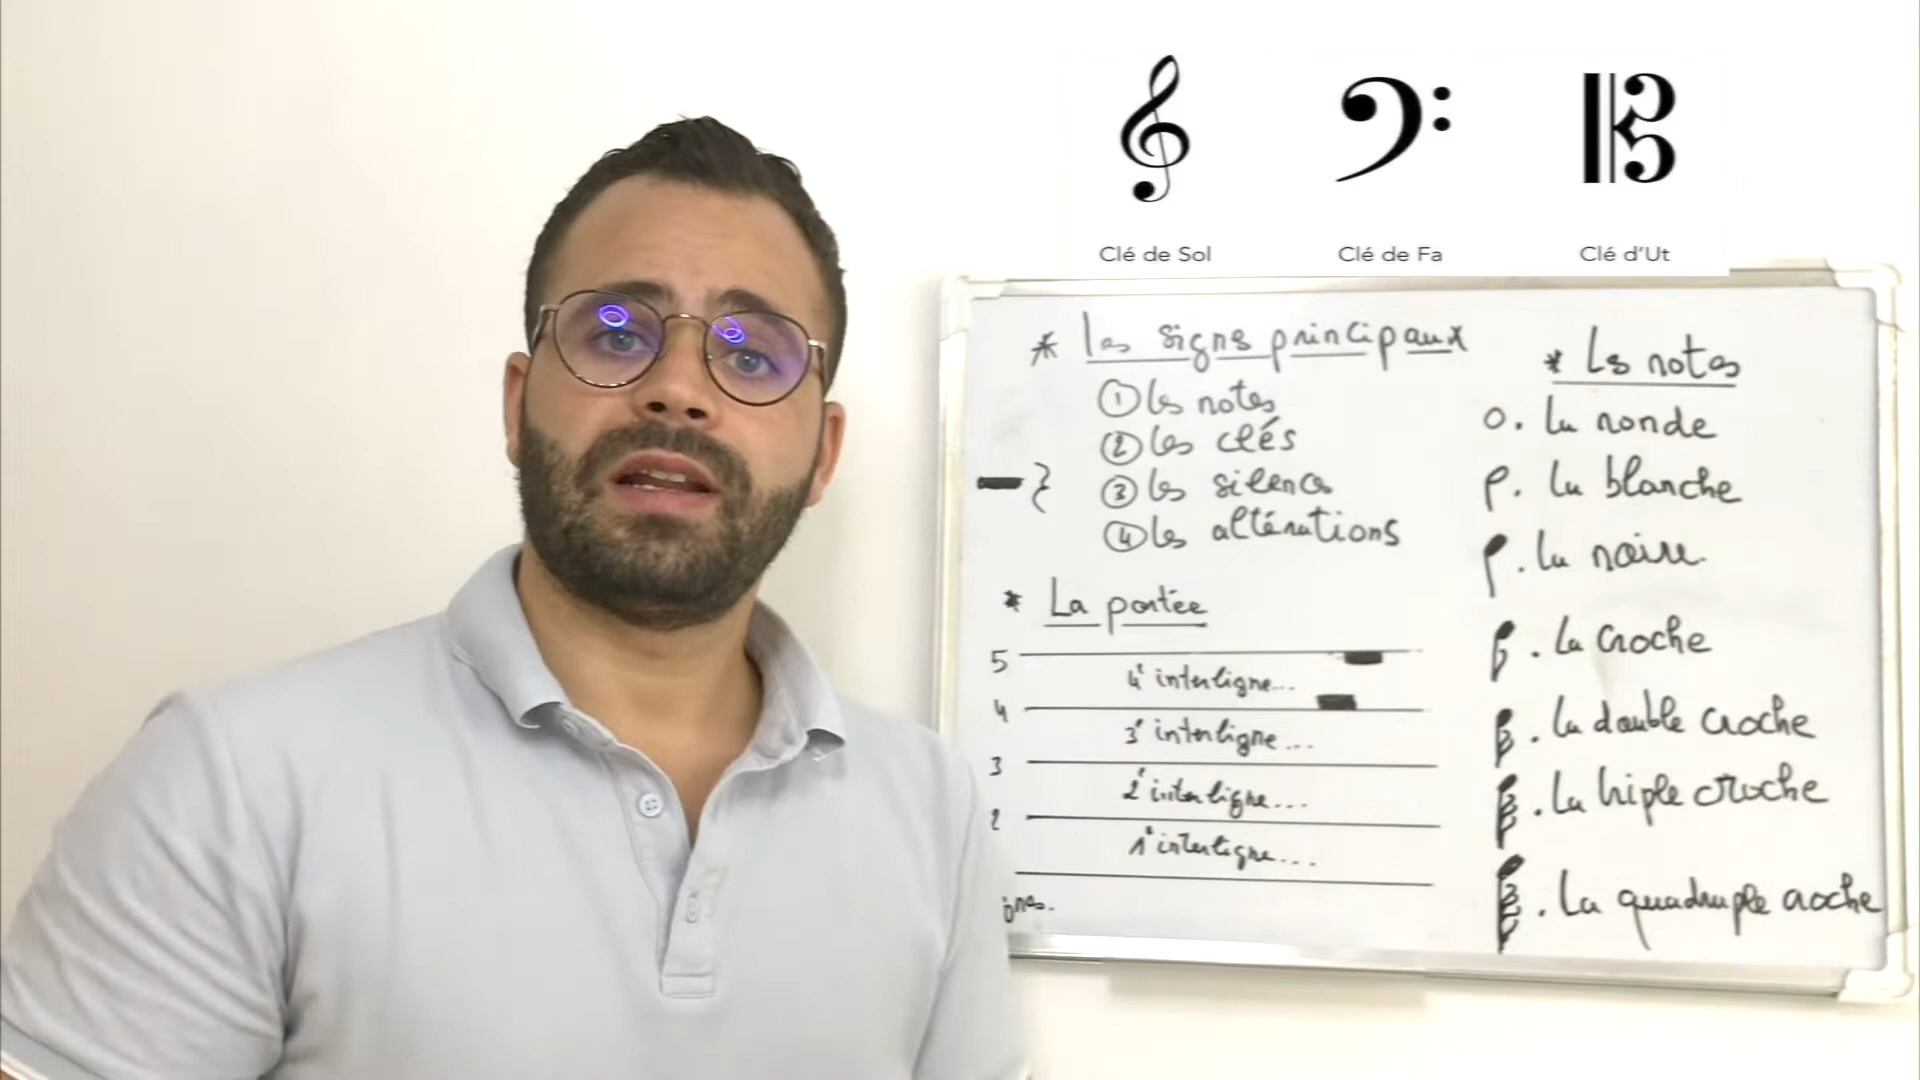 Clé de Sol
Clé de Fa
Clé d'Ut
* les signes principaux
① les notes
② les clés
③ les silences
④ les altérations
* La portée
5
4e interligne...
4
3e interligne...
3
2e interligne...
2
1e interligne...
* Les notes
. la ronde
. la blanche
. la noire
. la croche
. la double croche
. la triple croche
. La quadruple croche